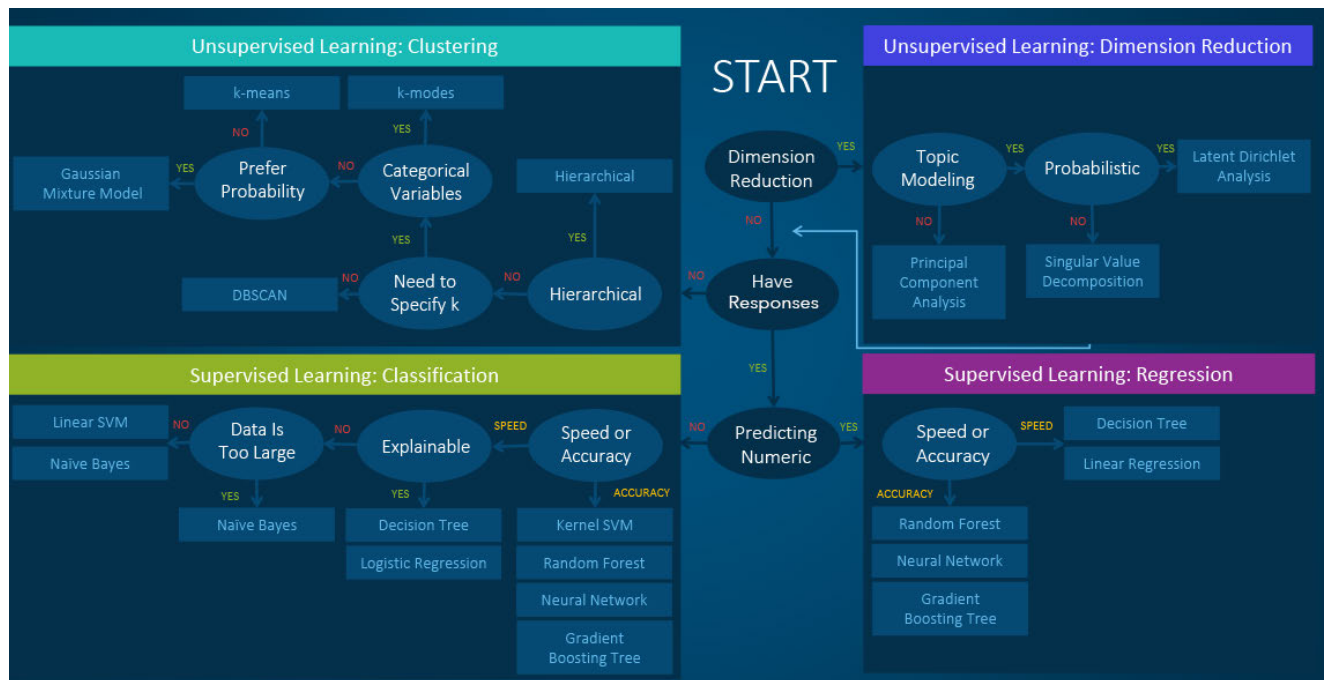 Unsupervised Learning: Clustering
k-means
k-modes
NO
YES
Gaussian
Mixture Model
YES
Prefer
Probability
NO
Categorical
Variables
Hierarchical
YES
YES
DBSCAN
NO
Need to
Specify k
NO
Hierarchical
NO
START
Dimension
Reduction
YES
NO
Have
Responses
YES
Predicting
Numeric
Unsupervised Learning: Dimension Reduction
Topic
Modeling
YES
Probabilistic
YES
Latent Dirichlet
Analysis
NO
NO
Principal
Component
Analysis
Singular Value
Decomposition
Supervised Learning: Classification
Linear SVM
Naïve Bayes
NO
Data Is
Too Large
NO
Explainable
SPEED
Speed or
Accuracy
NO
YES
YES
ACCURACY
Naïve Bayes
Decision Tree
Logistic Regression
Kernel SVM
Random Forest
Neural Network
Gradient
Boosting Tree
Supervised Learning: Regression
YES
Speed or
Accuracy
SPEED
Decision Tree
Linear Regression
ACCURACY
Random Forest
Neural Network
Gradient
Boosting Tree